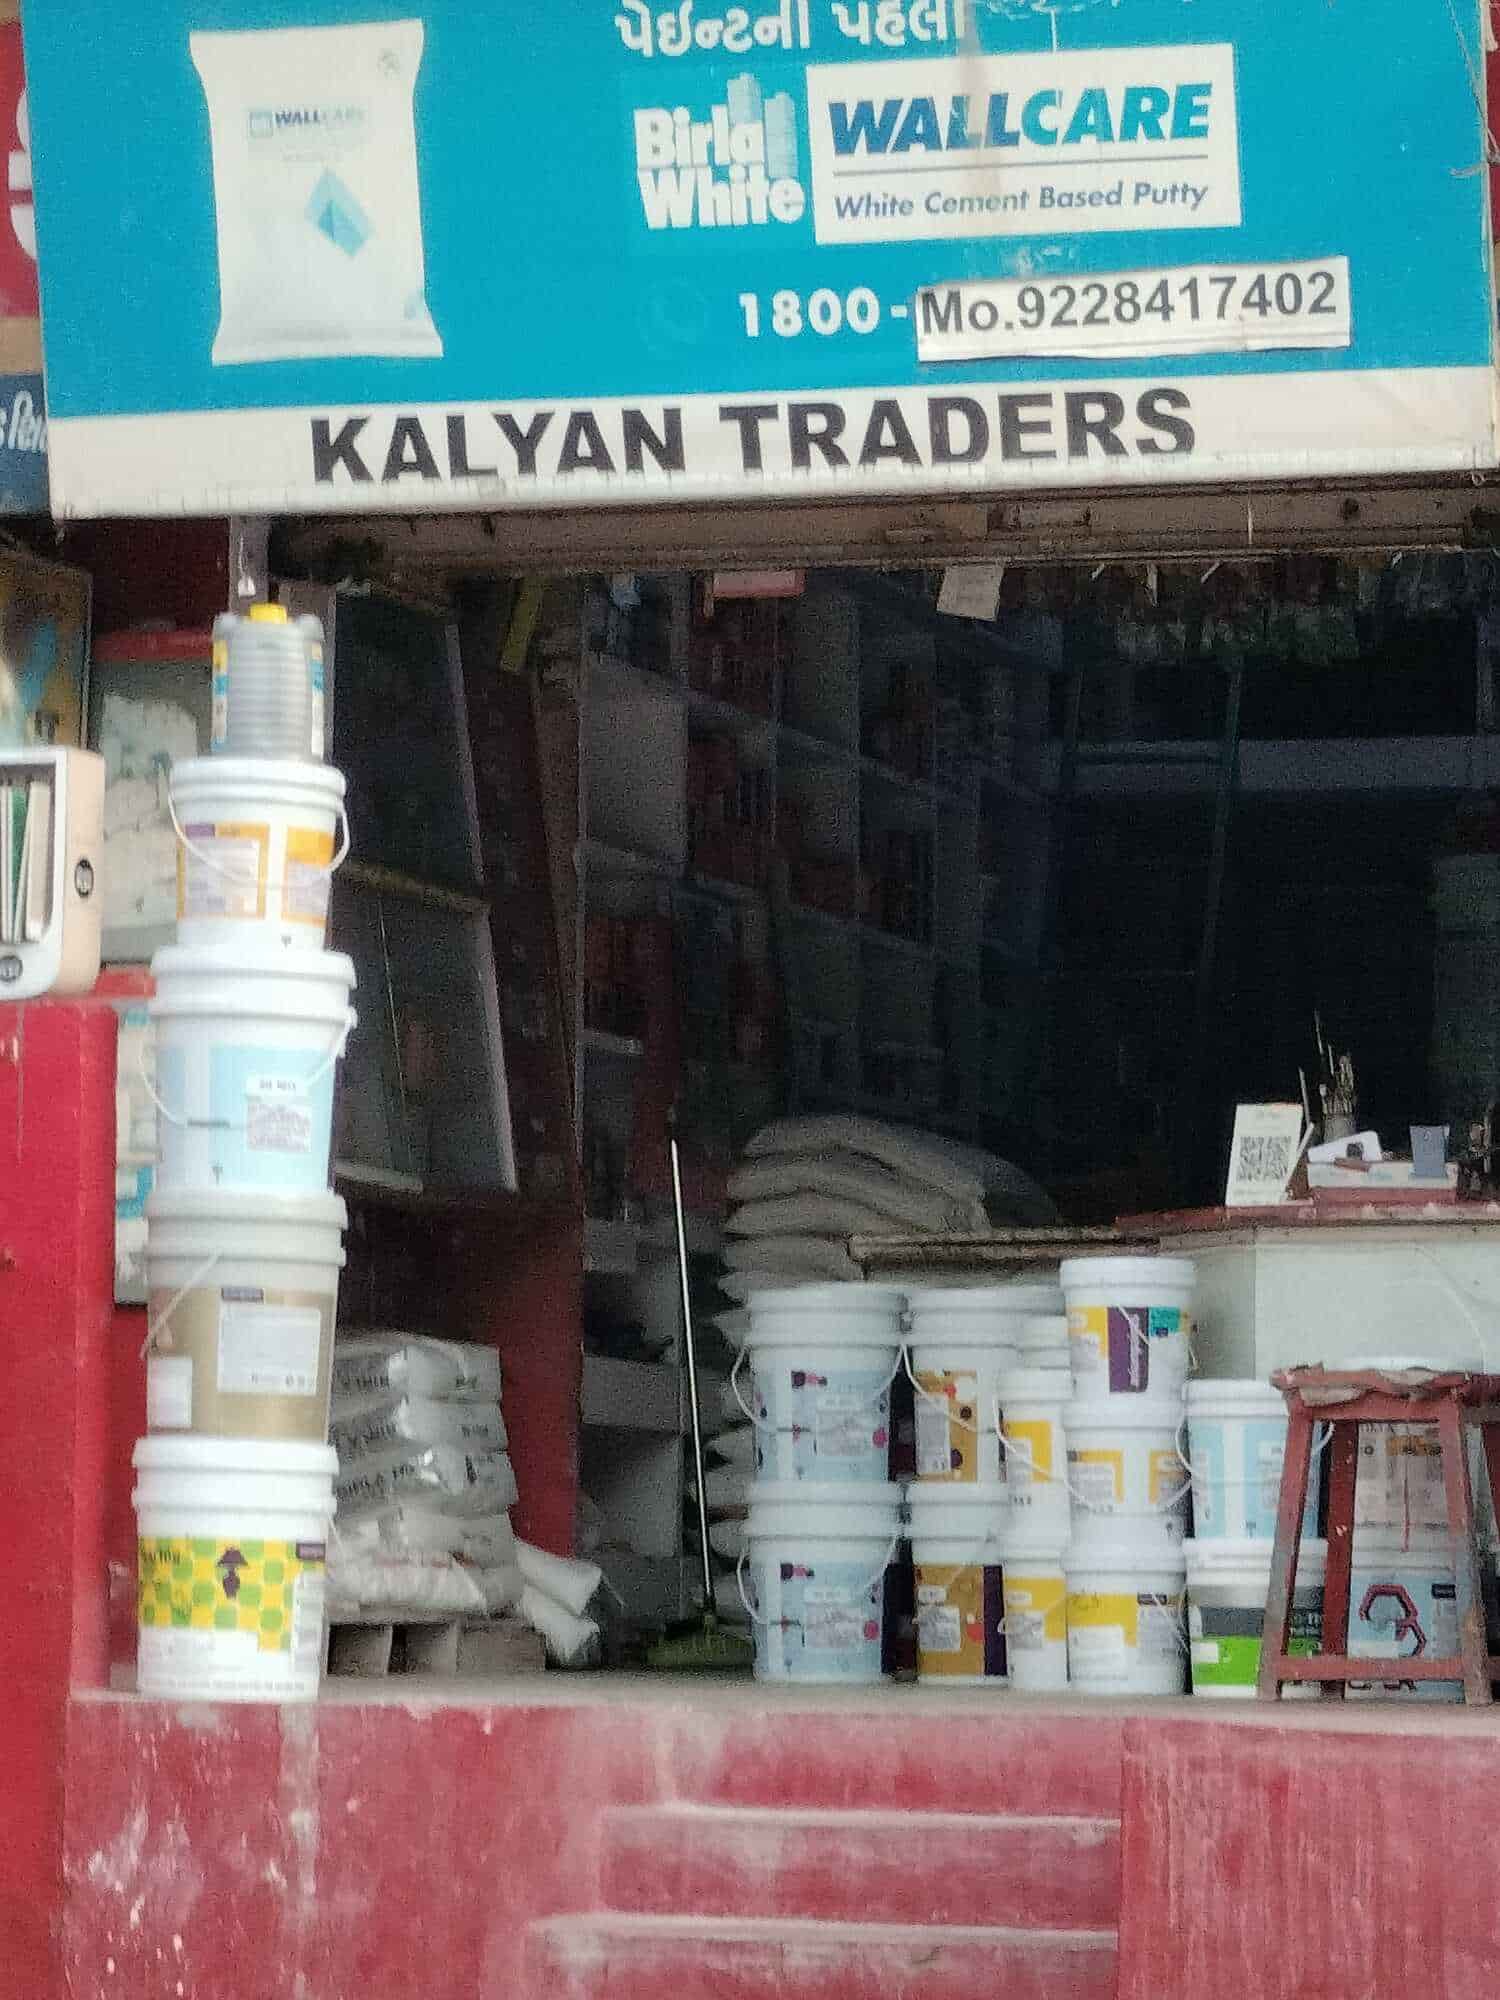 પેઇન્ટની પહેલાં
Birla White
WALLCARE
White Cement Based Putty
WALLCARE
1800-Mo.9228417402
KALYAN TRADERS